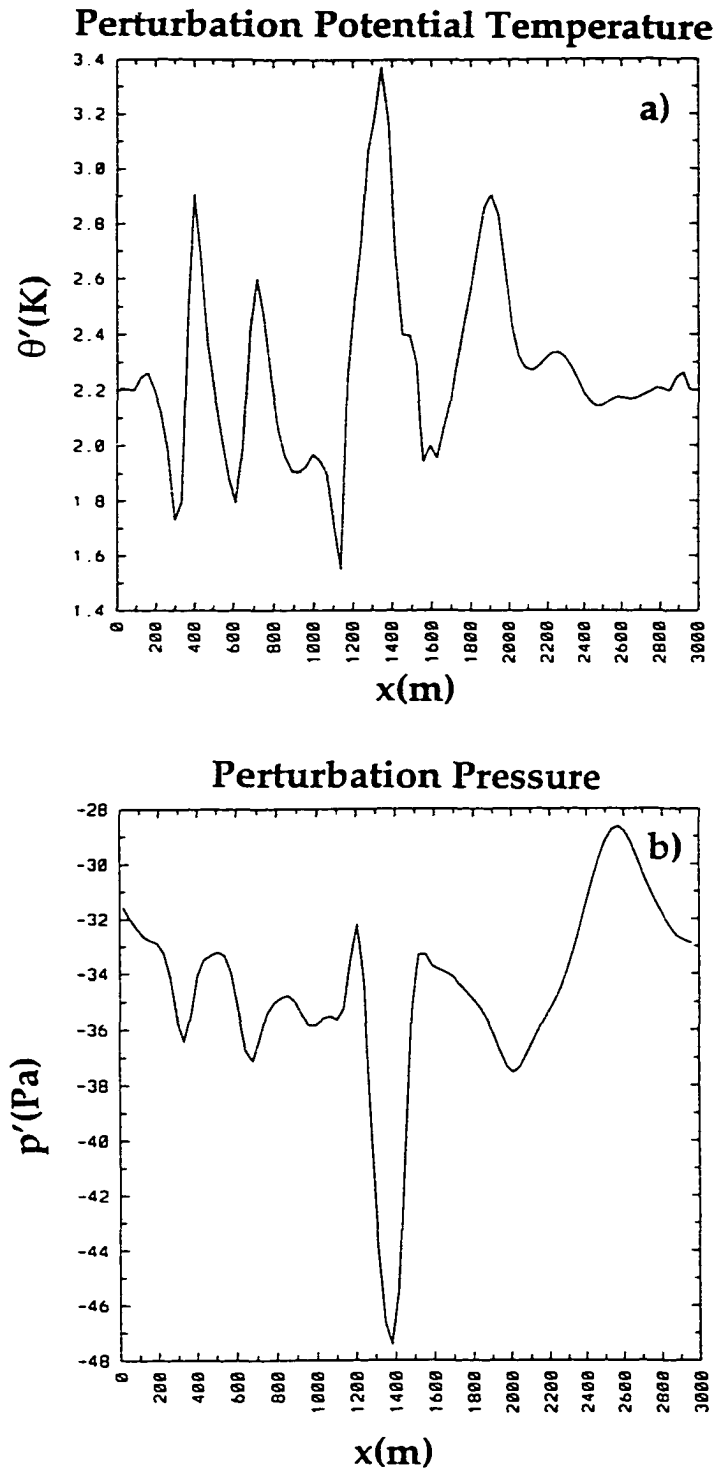 Perturbation Potential Temperature
a)
3.4
3.2
3.0
2.8
2.6
2.4
2.2
2.0
1.8
1.6
1.4
θ'(K)
0 200 400 600 800 1000 1200 1400 1600 1800 2000 2200 2400 2600 2800 3000
x(m)
Perturbation Pressure
b)
-28
-30
-32
-34
-36
-38
-40
-42
-44
-46
-48
p'(Pa)
0 200 400 600 800 1000 1200 1400 1600 1800 2000 2200 2400 2600 2800 3000
x(m)